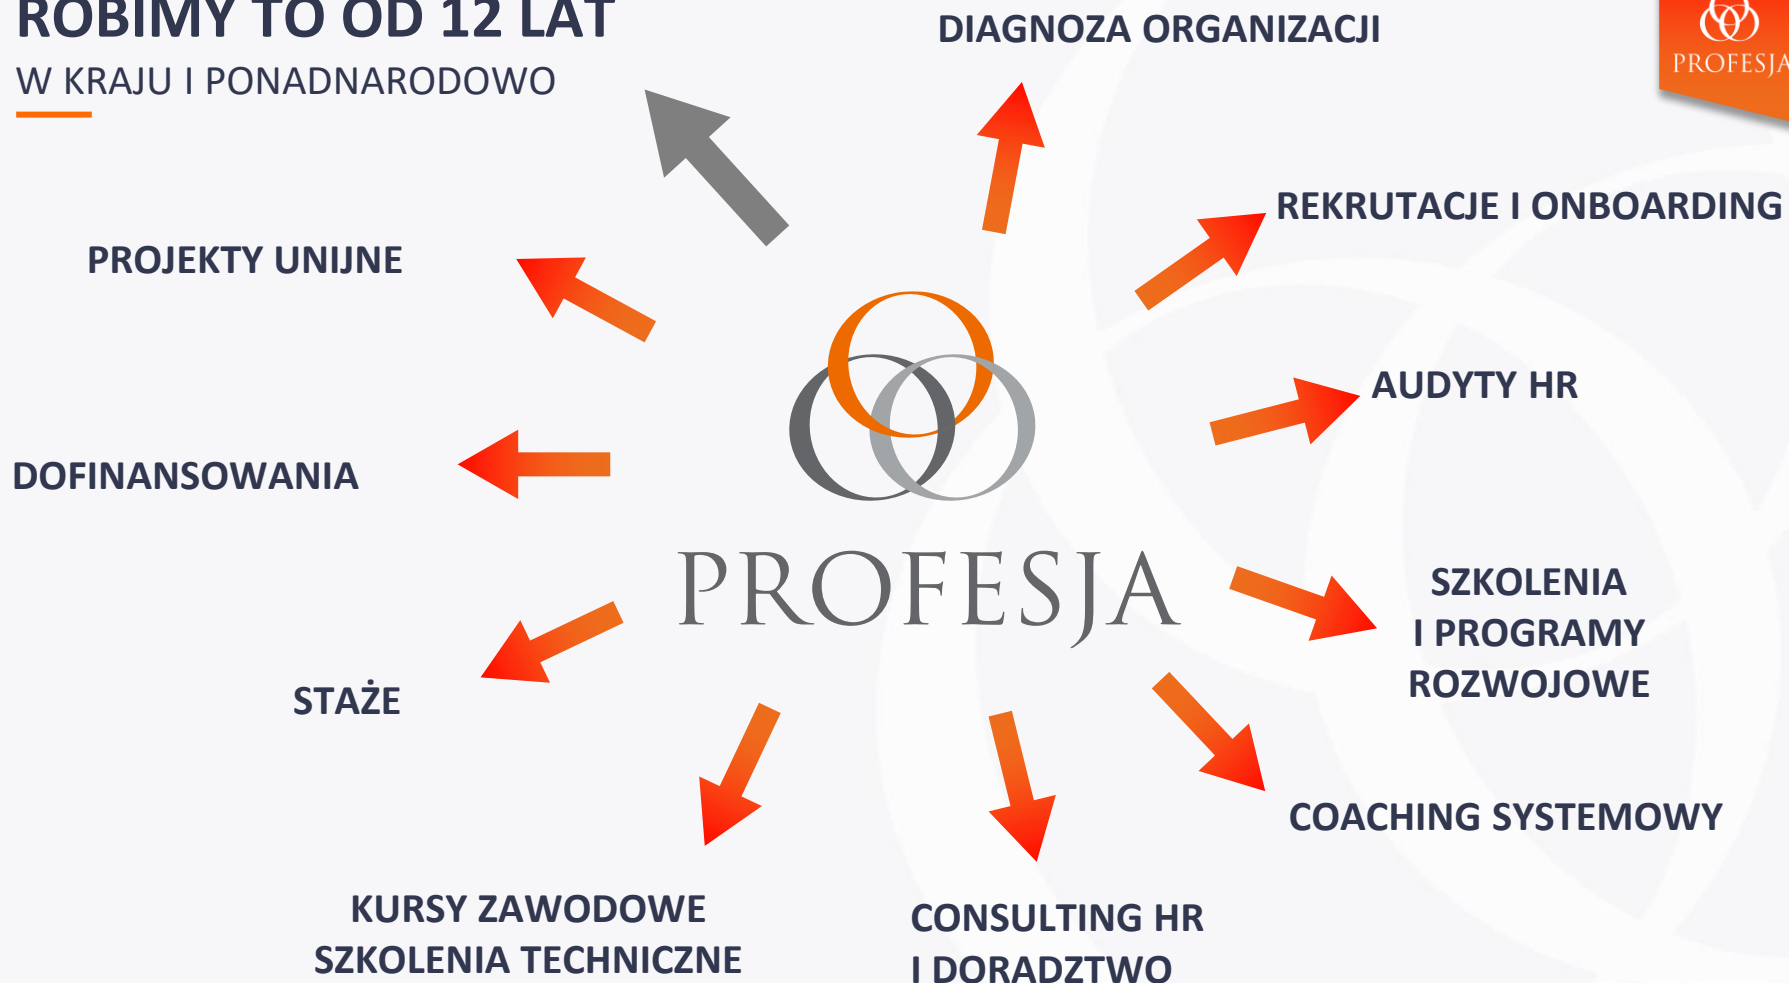 ROBIMY TO OD 12 LAT
W KRAJU I PONADNARODOWO
DIAGNOZA ORGANIZACJI
PROFESJA
REKRUTACJE I ONBOARDING
PROJEKTY UNIJNE
AUDYTY HR
DOFINANSOWANIA
PROFESJA
SZKOLENIA
I PROGRAMY
ROZWOJOWE
STAŻE
COACHING SYSTEMOWY
KURSY ZAWODOWE
SZKOLENIA TECHNICZNE
CONSULTING HR
I DORADZTWO